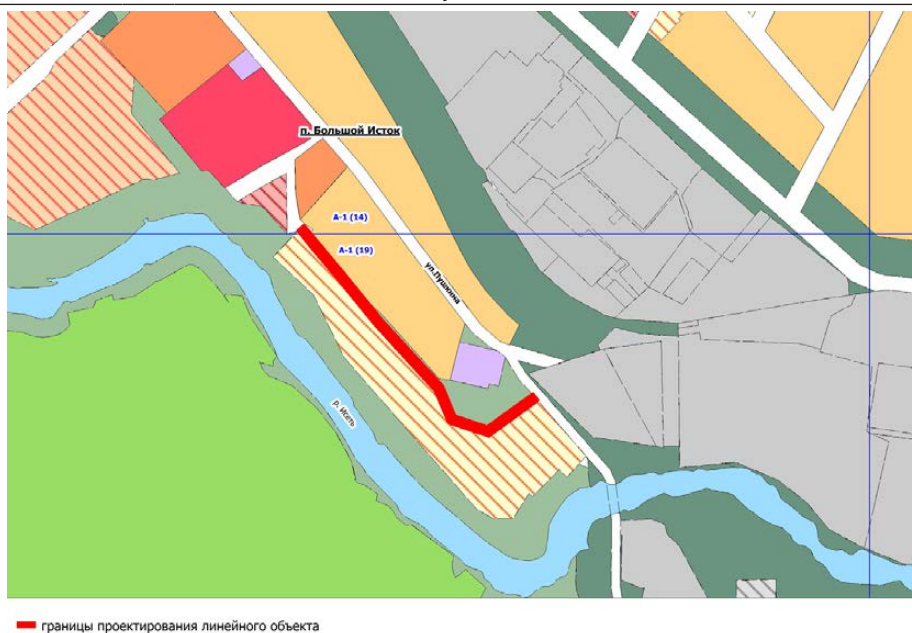 п. Большой Исток
А-1 (14)
А-1 (19)
ул.Пушкина
р. Исеть
границы проектирования линейного объекта